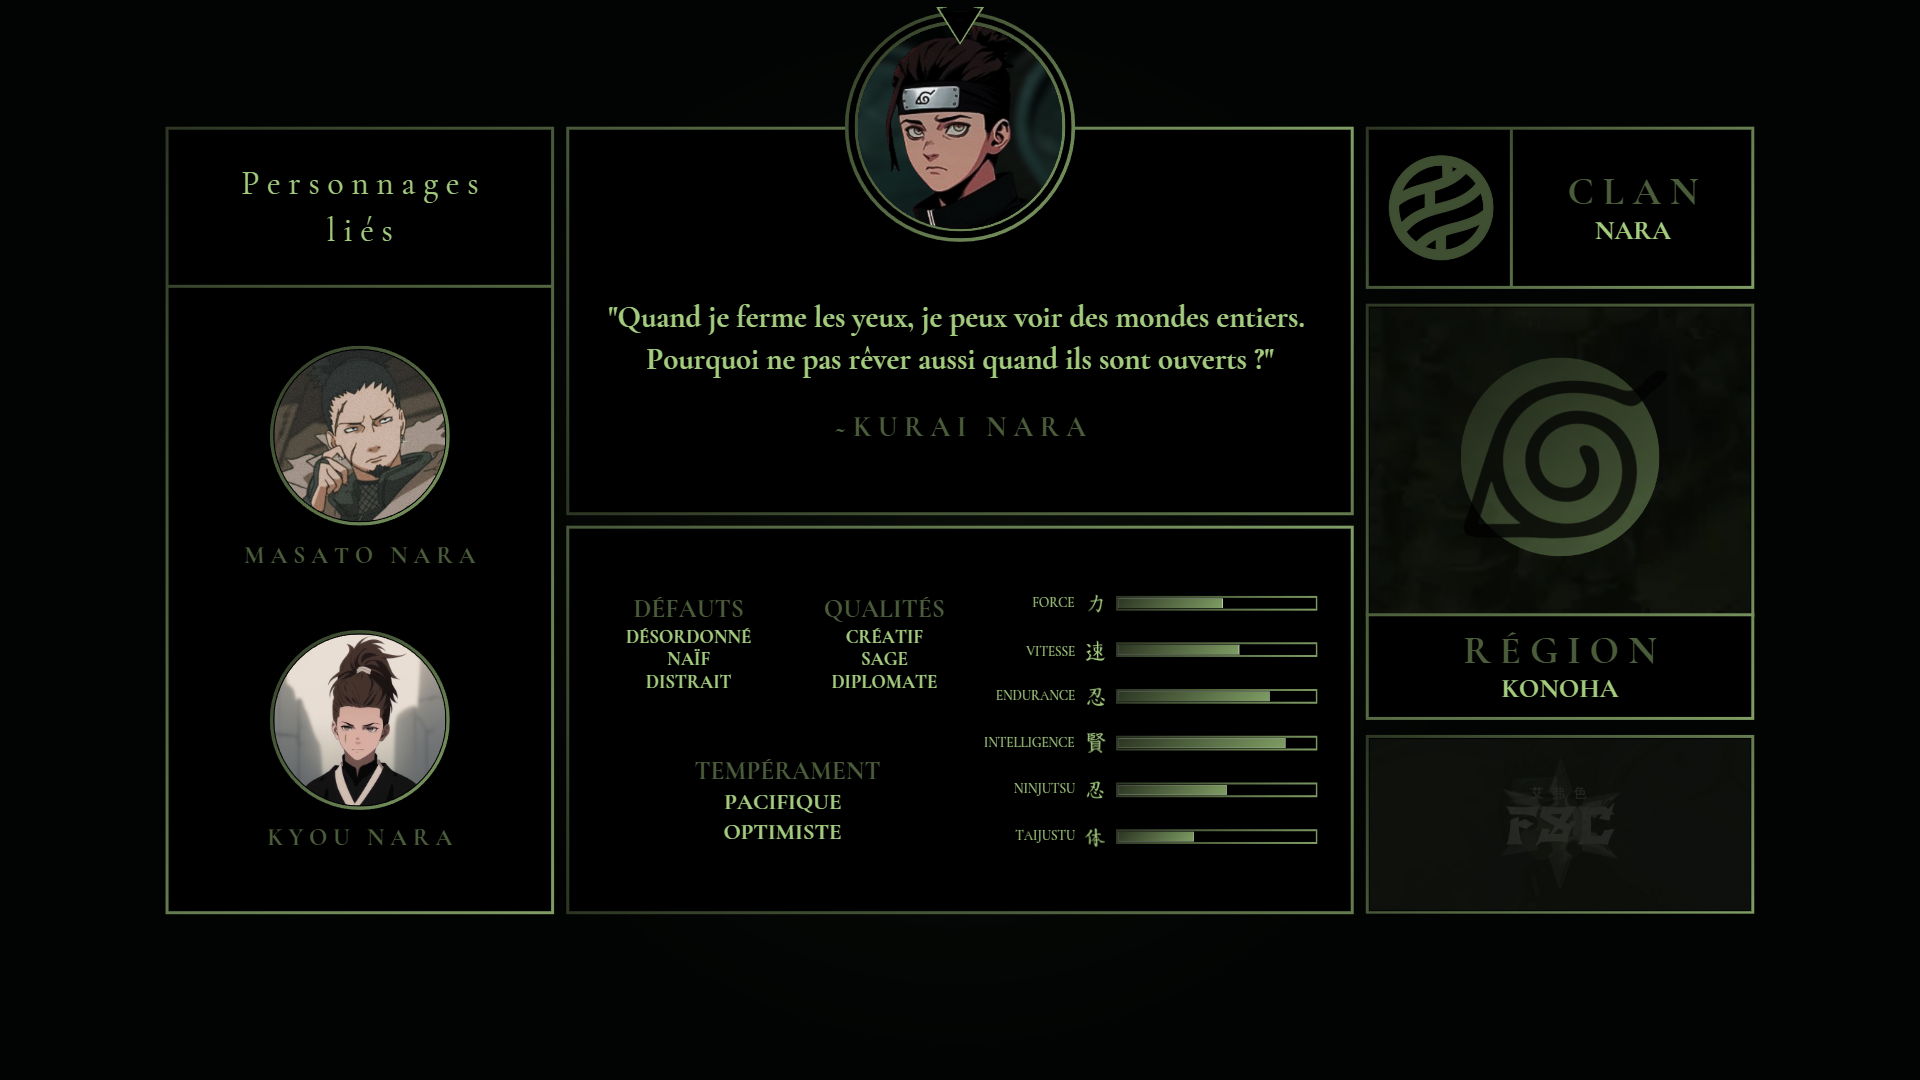 Personnages
liés
MASATO NARA
KYOU NARA
"Quand je ferme les yeux, je peux voir des mondes entiers.
Pourquoi ne pas rêver aussi quand ils sont ouverts ?"
~KURAI NARA
DÉFAUTS
DÉSORDONNÉ
NAÏF
DISTRAIT
QUALITÉS
CRÉATIF
SAGE
DIPLOMATE
TEMPÉRAMENT
PACIFIQUE
OPTIMISTE
FORCE 力
VITESSE 速
ENDURANCE 忍
INTELLIGENCE 賢
NINJUTSU 忍
TAIJUSTU 体
CLAN
NARA
RÉGION
KONOHA